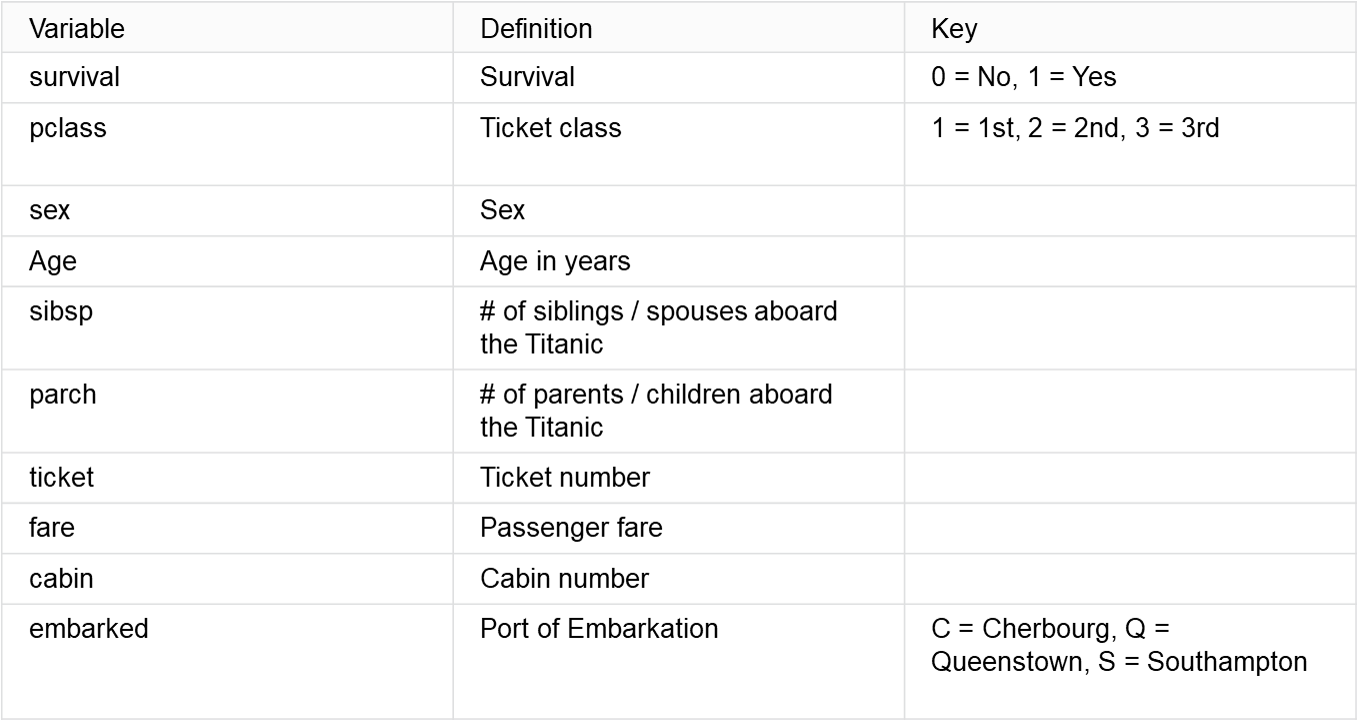 Variable Definition Key
survival Survival 0 = No, 1 = Yes
pclass Ticket class 1 = 1st, 2 = 2nd, 3 = 3rd
sex Sex
Age Age in years
sibsp # of siblings / spouses aboard
the Titanic
parch # of parents / children aboard
the Titanic
ticket Ticket number
fare Passenger fare
cabin Cabin number
embarked Port of Embarkation C = Cherbourg, Q =
Queenstown, S = Southampton